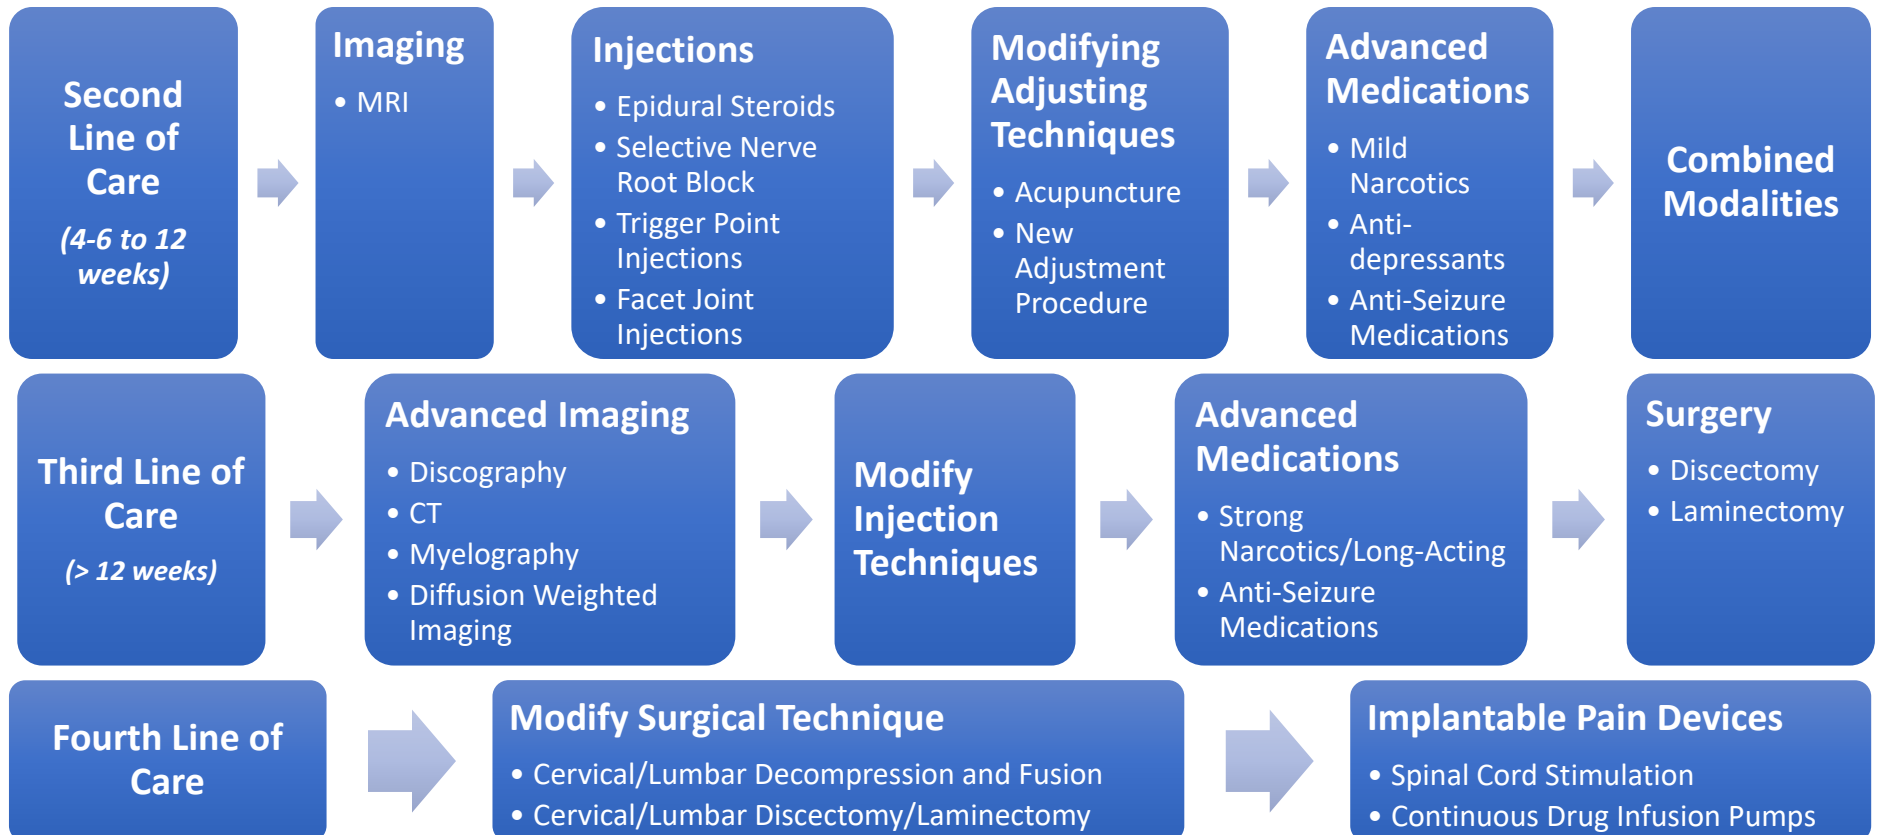 Second
Line of
Care
(4-6 to 12
weeks)
Imaging
• MRI
Injections
• Epidural Steroids
• Selective Nerve
Root Block
• Trigger Point
Injections
• Facet Joint
Injections
Modifying
Adjusting
Techniques
• Acupuncture
• New
Adjustment
Procedure
Advanced
Medications
• Mild
Narcotics
• Anti-
depressants
• Anti-Seizure
Medications
Combined
Modalities
Third Line of
Care
(> 12 weeks)
Advanced Imaging
• Discography
• CT
• Myelography
• Diffusion Weighted
Imaging
Modify
Injection
Techniques
Advanced
Medications
• Strong
Narcotics/Long-Acting
• Anti-Seizure
Medications
Surgery
• Discectomy
• Laminectomy
Fourth Line of
Care
Modify Surgical Technique
• Cervical/Lumbar Decompression and Fusion
• Cervical/Lumbar Discectomy/Laminectomy
Implantable Pain Devices
• Spinal Cord Stimulation
• Continuous Drug Infusion Pumps